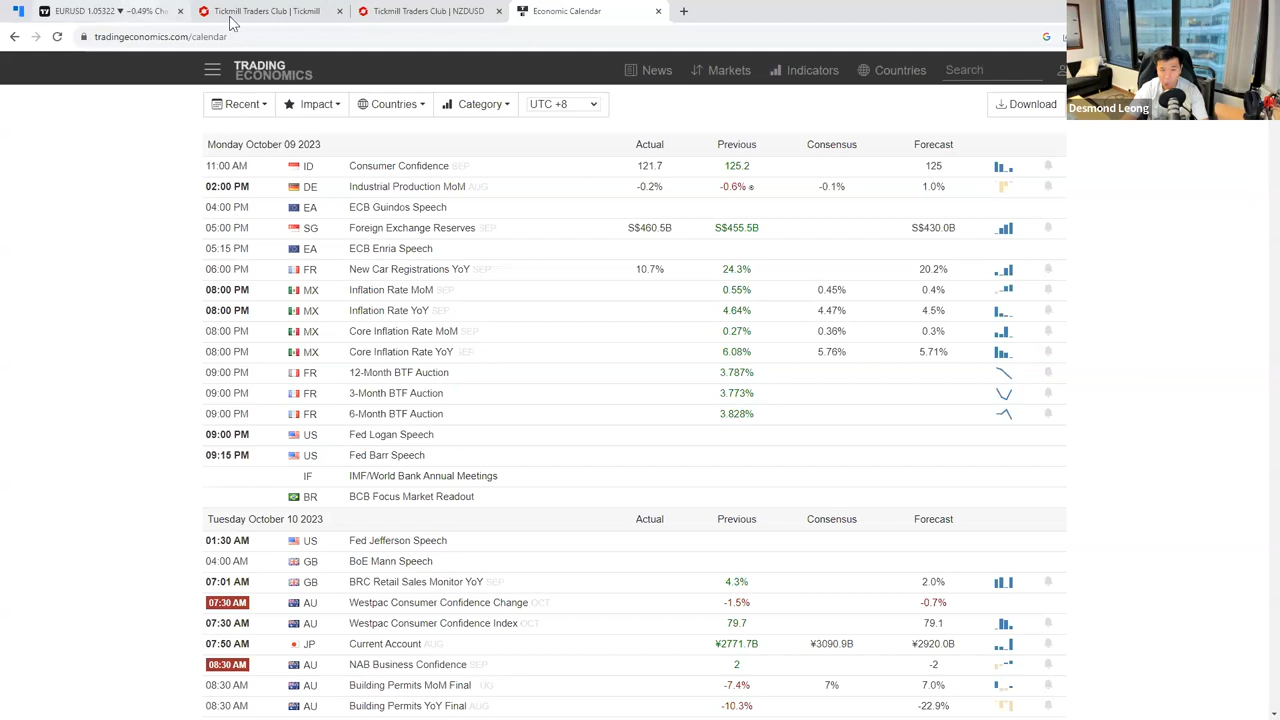 EURUSD 1.05322 ▼ −0.49% Cha × Tickmill Traders Club | Tickmill × Tickmill Traders Club | NZDUSD × Economic Calendar × +
tradingeconomics.com/calendar
TRADING ECONOMICS News Markets Indicators Countries Search
Desmond Leong
Recent Impact Countries Category UTC +8 Download
Monday October 09 2023 Actual Previous Consensus Forecast
11:00 AM ID Consumer Confidence SEP 121.7 125.2 125
02:00 PM DE Industrial Production MoM AUG -0.2% -0.6% ® -0.1% 1.0%
04:00 PM EA ECB Guindos Speech
05:00 PM SG Foreign Exchange Reserves SEP S$460.5B S$455.5B S$430.0B
05:15 PM EA ECB Enria Speech
06:00 PM FR New Car Registrations YoY SEP 10.7% 24.3% 20.2%
08:00 PM MX Inflation Rate MoM SEP 0.55% 0.45% 0.4%
08:00 PM MX Inflation Rate YoY SEP 4.64% 4.47% 4.5%
08:00 PM MX Core Inflation Rate MoM SEP 0.27% 0.36% 0.3%
08:00 PM MX Core Inflation Rate YoY SEP 6.08% 5.76% 5.71%
09:00 PM FR 12-Month BTF Auction 3.787%
09:00 PM FR 3-Month BTF Auction 3.773%
09:00 PM FR 6-Month BTF Auction 3.828%
09:00 PM US Fed Logan Speech
09:15 PM US Fed Barr Speech
IF IMF/World Bank Annual Meetings
BR BCB Focus Market Readout
Tuesday October 10 2023 Actual Previous Consensus Forecast
01:30 AM US Fed Jefferson Speech
04:00 AM GB BoE Mann Speech
07:01 AM GB BRC Retail Sales Monitor YoY SEP 4.3% 2.0%
07:30 AM AU Westpac Consumer Confidence Change OCT -1.5% -0.7%
07:30 AM AU Westpac Consumer Confidence Index OCT 79.7 79.1
07:50 AM JP Current Account AUG ¥2771.7B ¥3090.9B ¥2920.0B
08:30 AM AU NAB Business Confidence SEP 2 -2
08:30 AM AU Building Permits MoM Final UG -7.4% 7% 7.0%
08:30 AM AU Building Permits YoY Final AUG -10.3% -22.9%